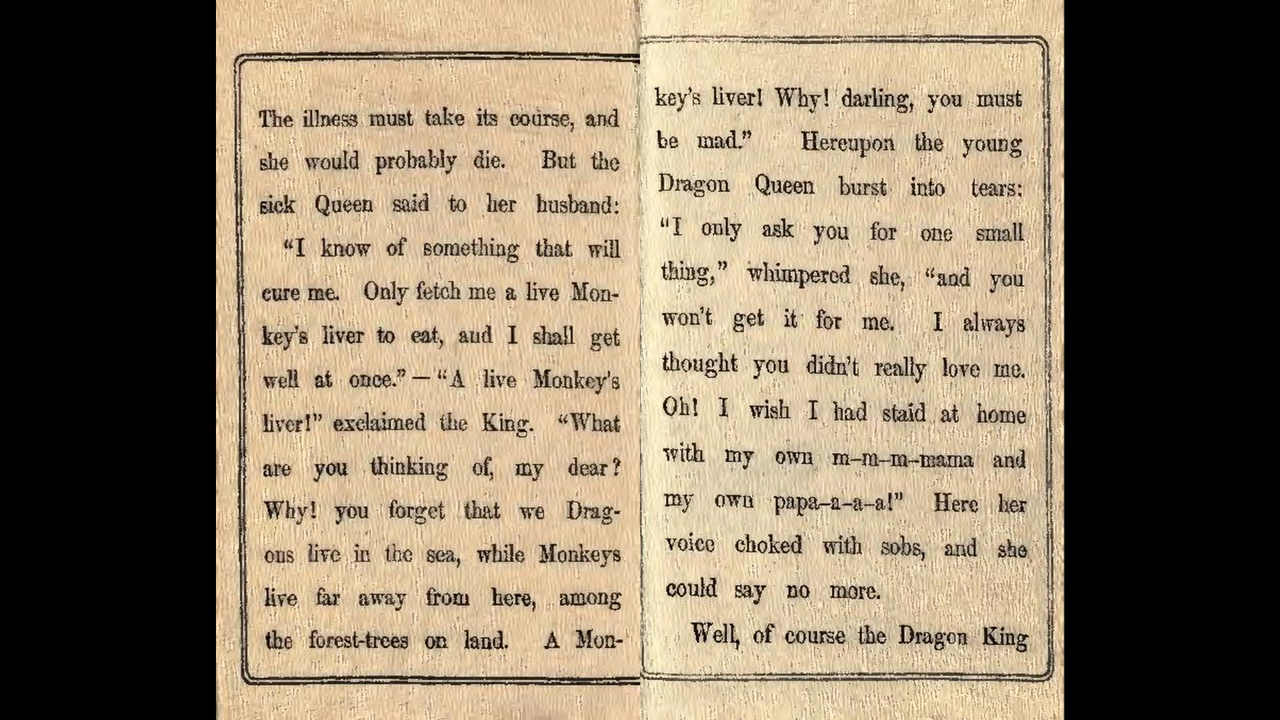 The illness must take its course, and
she would probably die. But the
sick Queen said to her husband:
“I know of something that will
cure me. Only fetch me a live Mon-
key's liver to eat, and I shall get
well at once.” — “A live Monkey's
liver!” exclaimed the King. “What
are you thinking of, my dear?
Why! you forget that we Drag-
ons live in the sea, while Monkeys
live far away from here, among
the forest-trees on land. A Mon-
key's liver! Why! darling, you must
be mad.” Hereupon the young
Dragon Queen burst into tears:
“I only ask you for one small
thing,” whimpered she, “and you
won't get it for me. I always
thought you didn't really love me.
Oh! I wish I had staid at home
with my own m–m–m–mama and
my own papa–a–a–a!” Here her
voice choked with sobs, and she
could say no more.
Well, of course the Dragon King